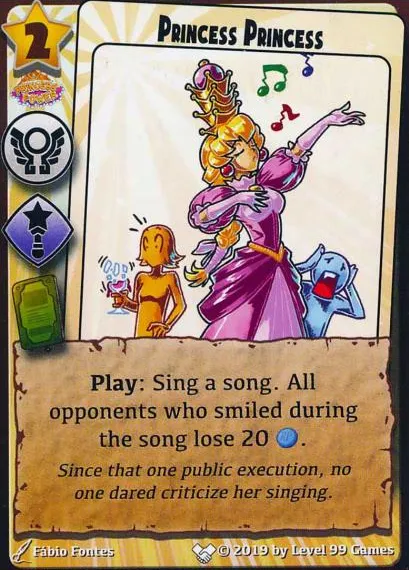 2
Princess Princess
Play: Sing a song. All
opponents who smiled during
the song lose 20 .
Since that one public execution, no
one dared criticize her singing.
Fábio Fontes
© 2019 by Level 99 Games